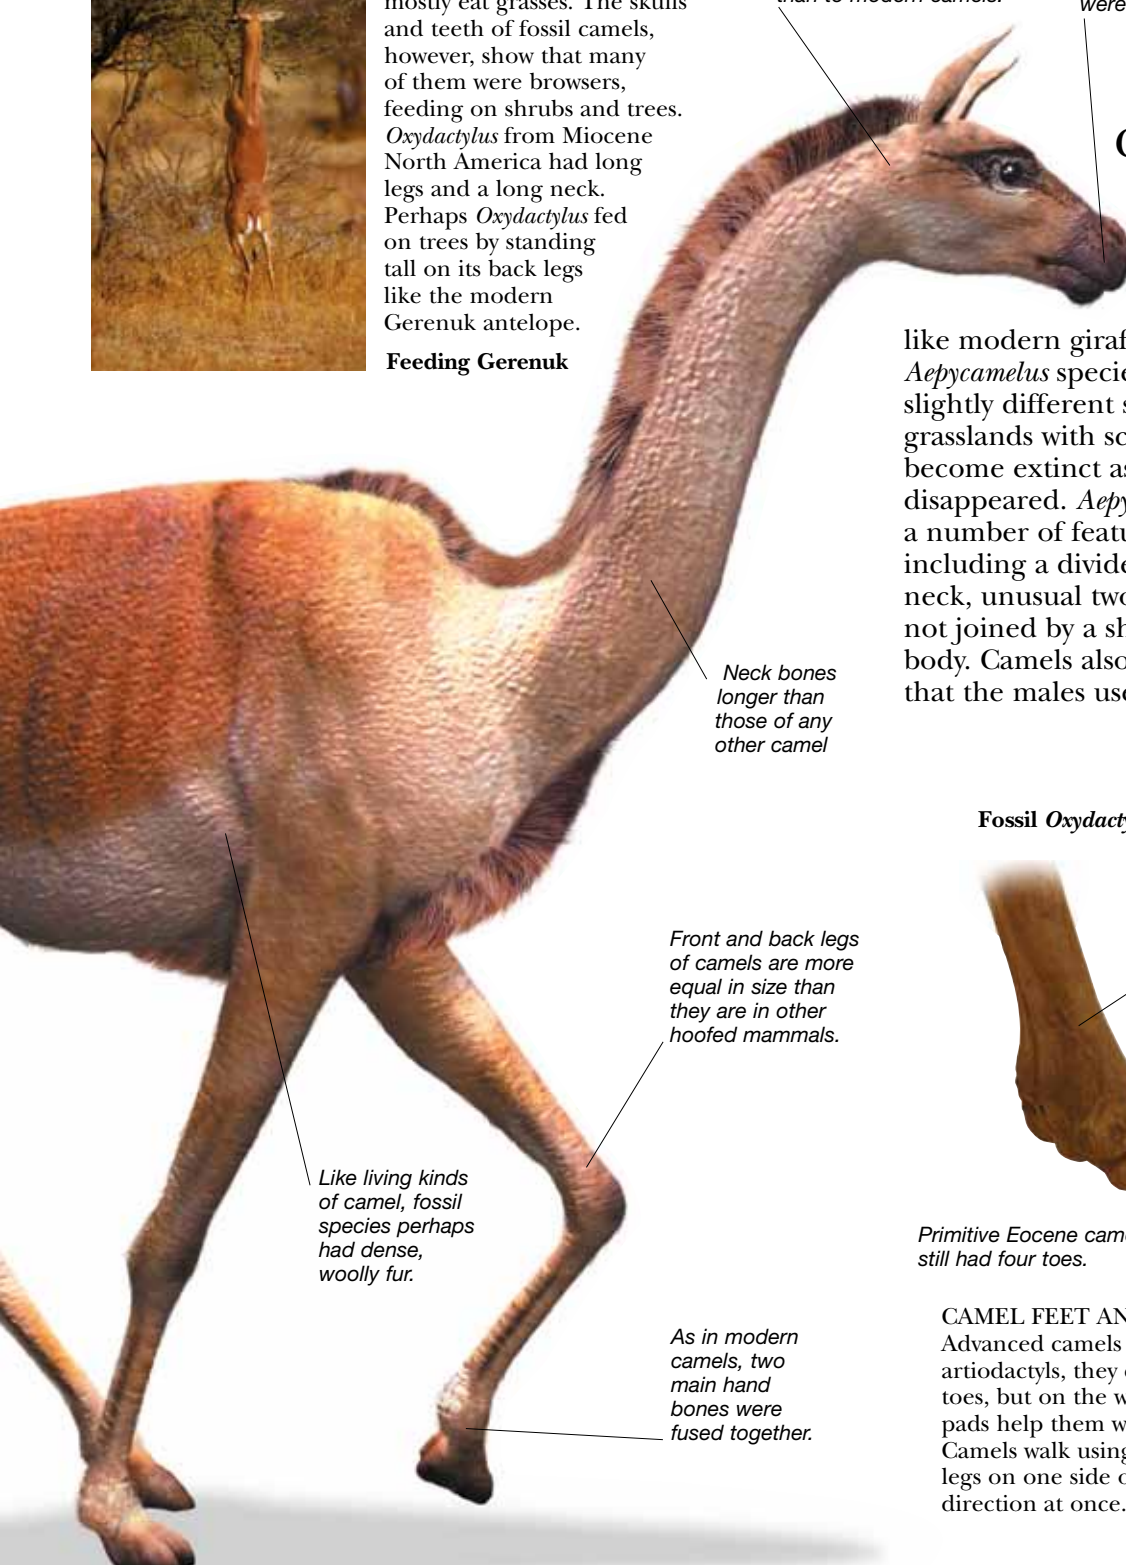 mostly eat grasses. The skulls
and teeth of fossil camels,
however, show that many
of them were browsers,
feeding on shrubs and trees.
Oxydactylus from Miocene
North America had long
legs and a long neck.
Perhaps Oxydactylus fed
on trees by standing
tall on its back legs
like the modern
Gerenuk antelope.
Feeding Gerenuk
than to modern camels.
were
like modern giraf
Aepycamelus specie
slightly different s
grasslands with sc
become extinct as
disappeared. Aepy
a number of featu
including a divide
neck, unusual two
not joined by a sh
body. Camels also
that the males use
Neck bones
longer than
those of any
other camel
Fossil Oxydacty
Front and back legs
of camels are more
equal in size than
they are in other
hoofed mammals.
Like living kinds
of camel, fossil
species perhaps
had dense,
woolly fur.
Primitive Eocene came
still had four toes.
As in modern
camels, two
main hand
bones were
fused together.
CAMEL FEET AN
Advanced camels
artiodactyls, they
toes, but on the w
pads help them w
Camels walk using
legs on one side o
direction at once.